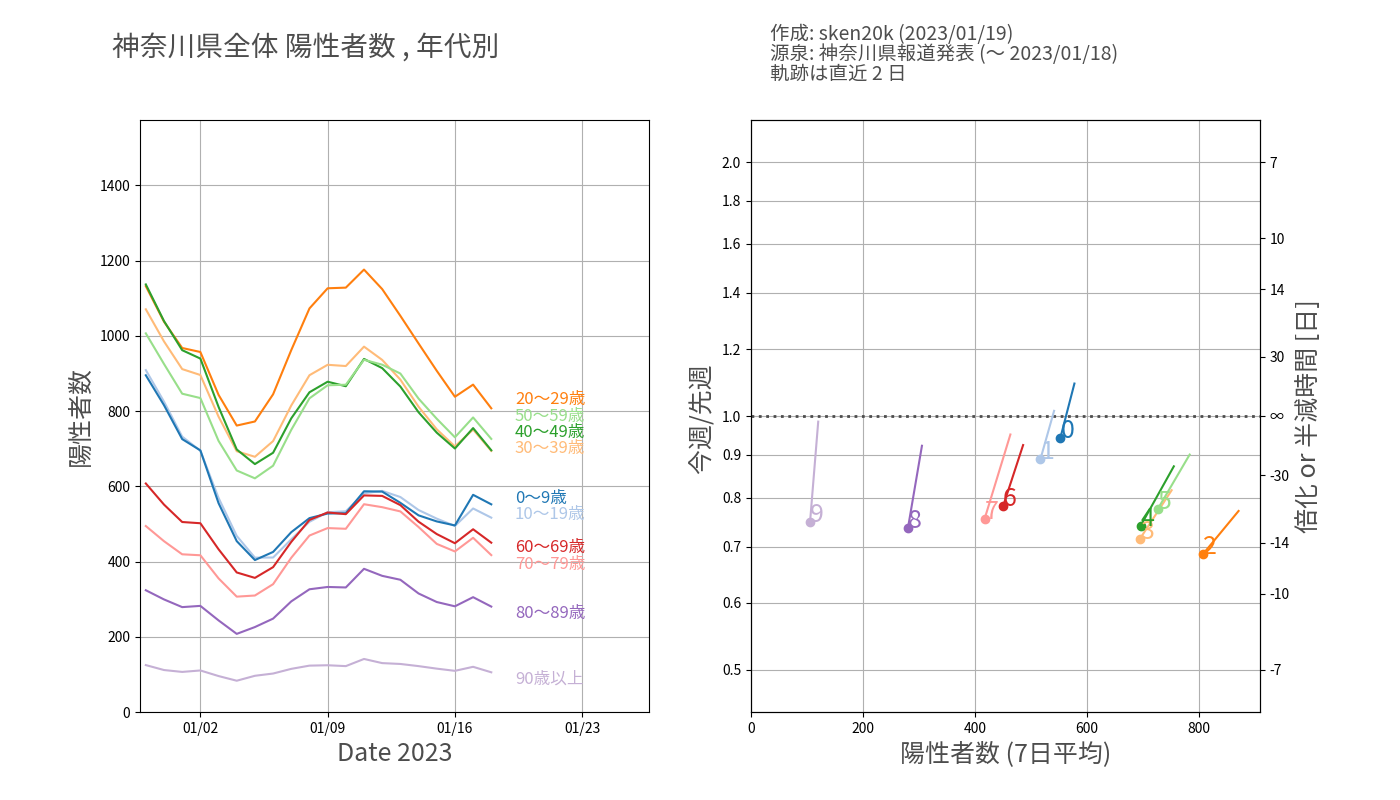 神奈川県全体 陽性者数 , 年代別
作成: sken20k (2023/01/19)
源泉: 神奈川県報道発表 (〜 2023/01/18)
軌跡は直近 2 日
陽性者数
1400
1200
1000
800
600
400
200
0
01/02
01/09
01/16
01/23
Date 2023
20〜29歳
50〜59歳
40〜49歳
30〜39歳
0〜9歳
10〜19歳
60〜69歳
70〜79歳
80〜89歳
90歳以上
今週/先週
2.0
1.8
1.6
1.4
1.2
1.0
0.9
0.8
0.7
0.6
0.5
0
200
400
600
800
陽性者数 (7日平均)
9
8
7
6
1
0
4
3
5
2
7
10
14
30
∞
-30
-14
-10
-7
倍化 or 半減時間 [日]